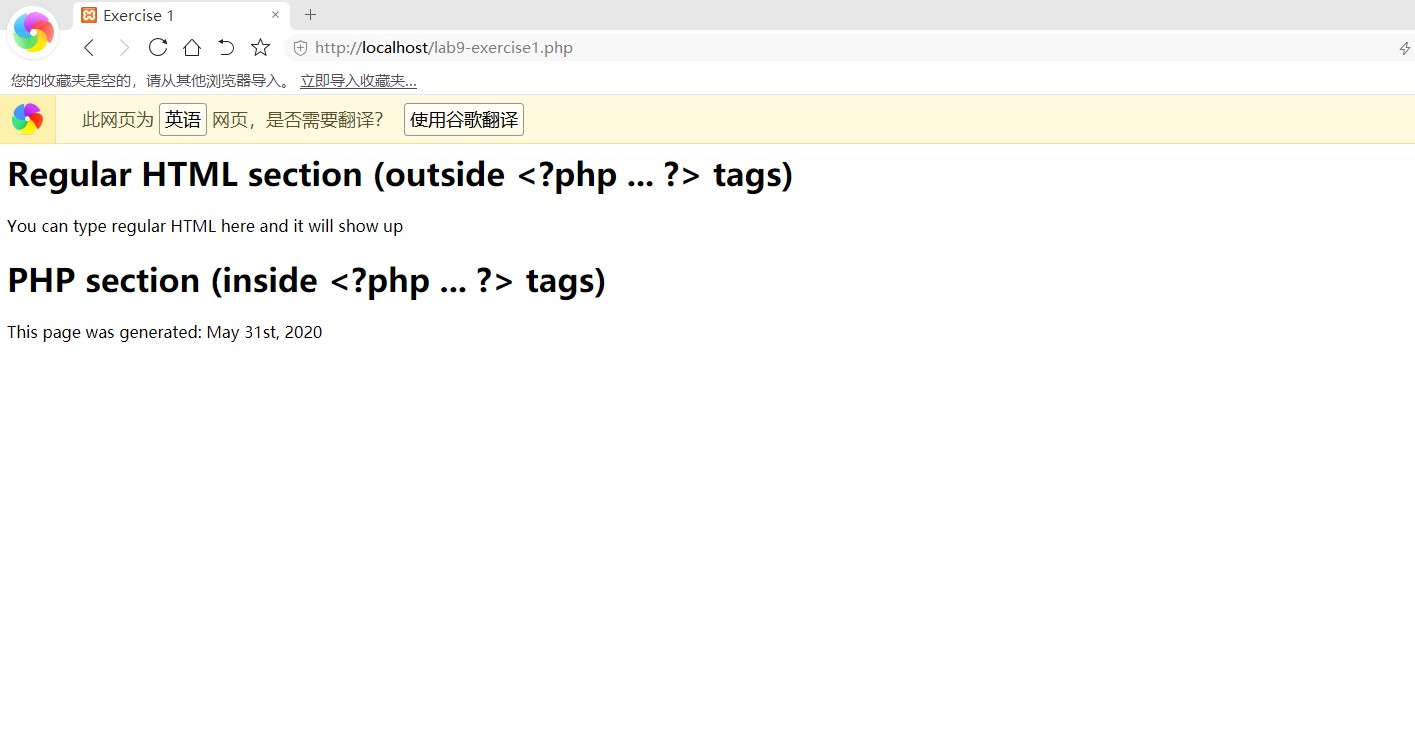 Exercise 1
http://localhost/lab9-exercise1.php
您的收藏夹是空的，请从其他浏览器导入。 立即导入收藏夹...
此网页为 英语 网页，是否需要翻译? 使用谷歌翻译
Regular HTML section (outside <?php ... ?> tags)
You can type regular HTML here and it will show up
PHP section (inside <?php ... ?> tags)
This page was generated: May 31st, 2020